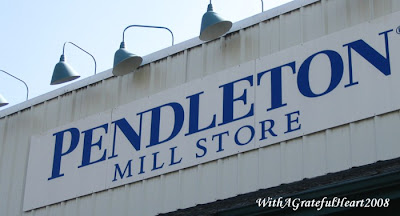 PENDLETON®
MILL STORE
WithAGratefulHeart2008